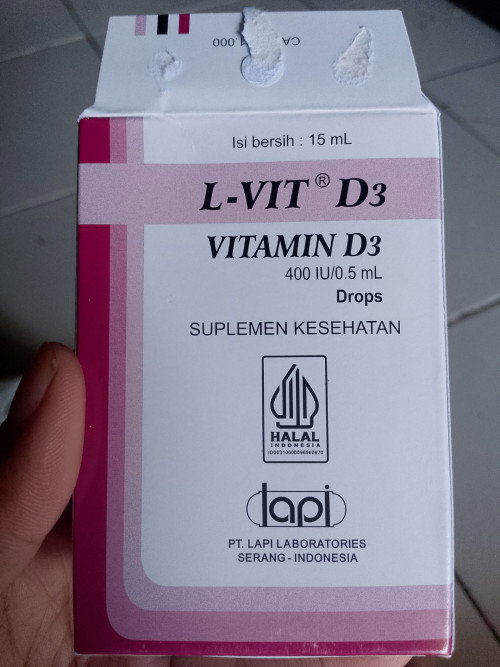 Isi bersih : 15 mL
L-VIT ® D3
VITAMIN D3
400 IU/0.5 mL
Drops
SUPLEMEN KESEHATAN
HALAL
INDONESIA
lapi
PT. LAPI LABORATORIES
SERANG - INDONESIA